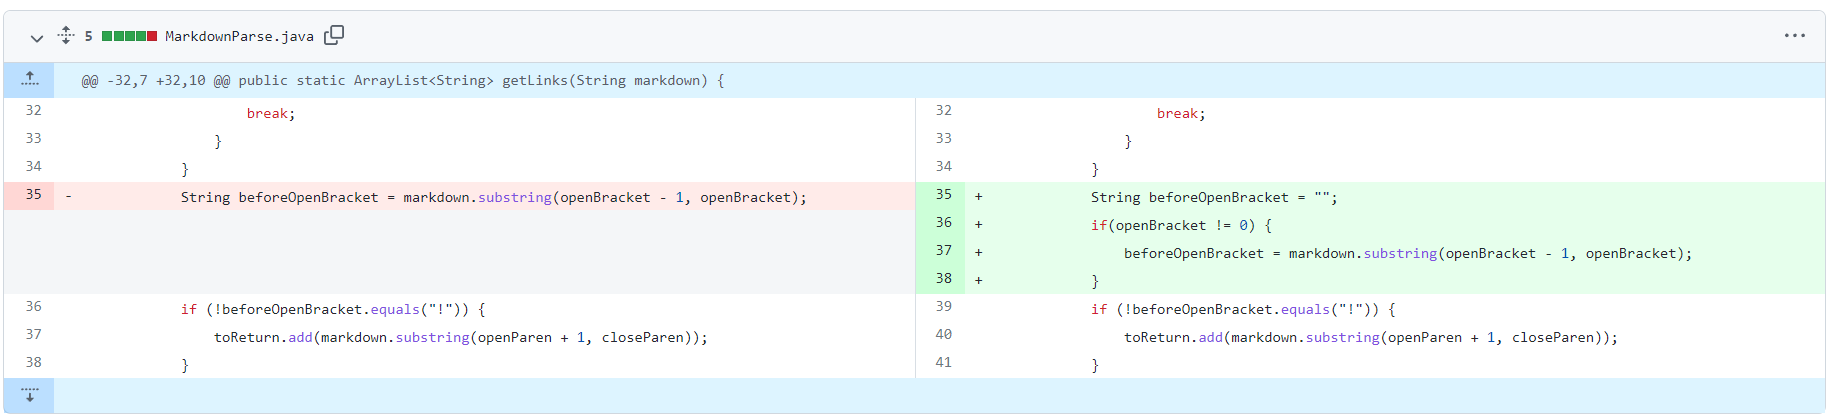 5 MarkdownParse.java
@@ -32,7 +32,10 @@ public static ArrayList<String> getLinks(String markdown) {
32 break;
33 }
34 }
35 - String beforeOpenBracket = markdown.substring(openBracket - 1, openBracket);
36 if (!beforeOpenBracket.equals("!")) {
37 toReturn.add(markdown.substring(openParen + 1, closeParen));
38 }
32 break;
33 }
34 }
35 + String beforeOpenBracket = "";
36 + if(openBracket != 0) {
37 + beforeOpenBracket = markdown.substring(openBracket - 1, openBracket);
38 + }
39 if (!beforeOpenBracket.equals("!")) {
40 toReturn.add(markdown.substring(openParen + 1, closeParen));
41 }